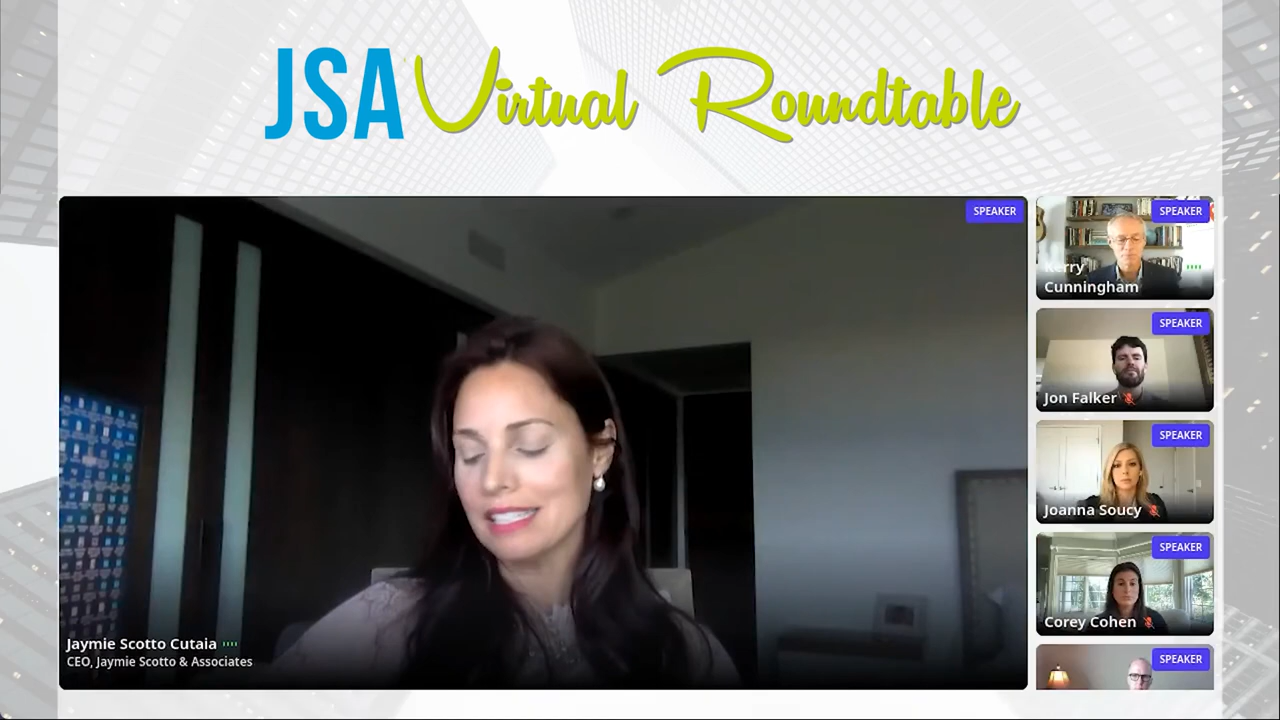 JSA Virtual Roundtable
SPEAKER
Jaymie Scotto Cutaia
CEO, Jaymie Scotto & Associates
SPEAKER
Kerry
Cunningham
SPEAKER
Jon Falker
SPEAKER
Joanna Soucy
SPEAKER
Corey Cohen
SPEAKER